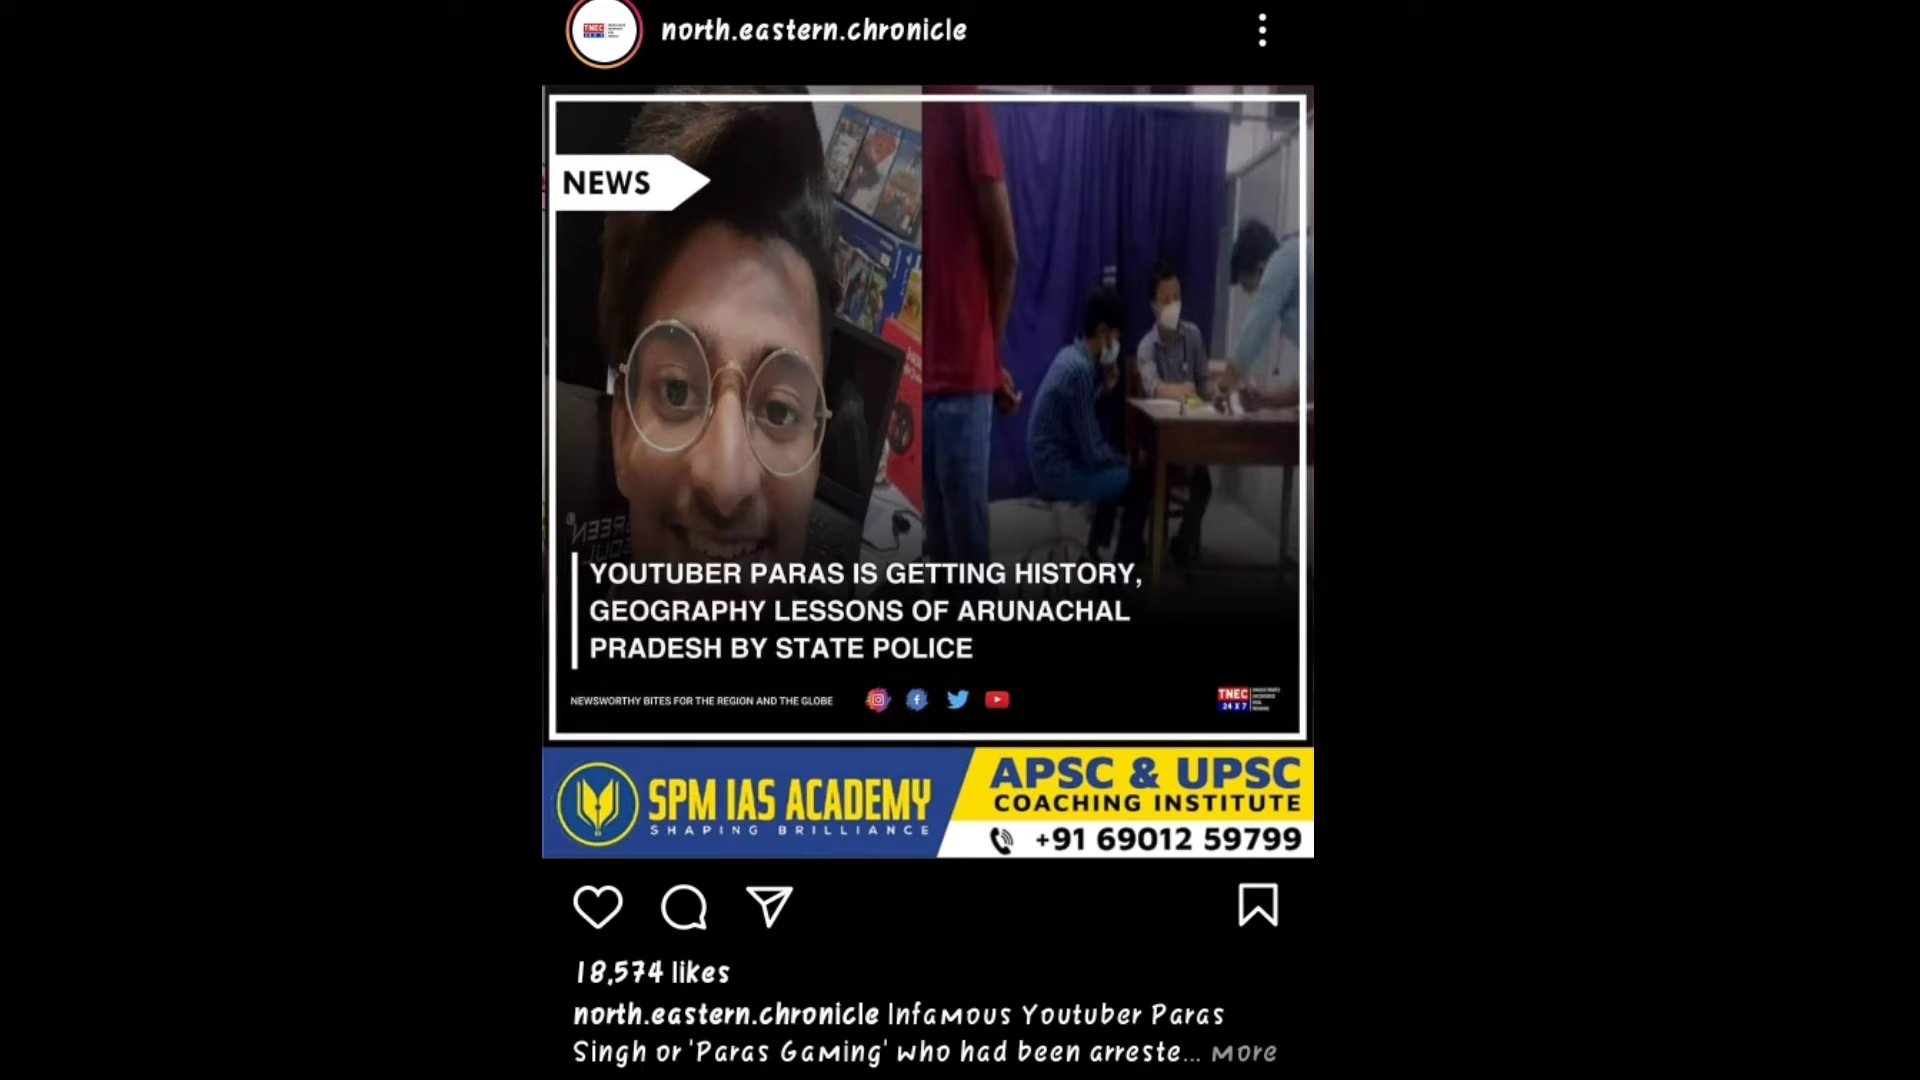 north.eastern.chronicle
NEWS
YOUTUBER PARAS IS GETTING HISTORY,
GEOGRAPHY LESSONS OF ARUNACHAL
PRADESH BY STATE POLICE
NEWSWORTHY BITES FOR THE REGION AND THE GLOBE
TNEC
24 X 7
SPM IAS ACADEMY
SHAPING BRILLIANCE
APSC & UPSC
COACHING INSTITUTE
+91 69012 59799
18,574 likes
north.eastern.chronicle Infamous Youtuber Paras
Singh or 'Paras Gaming' who had been arreste... more